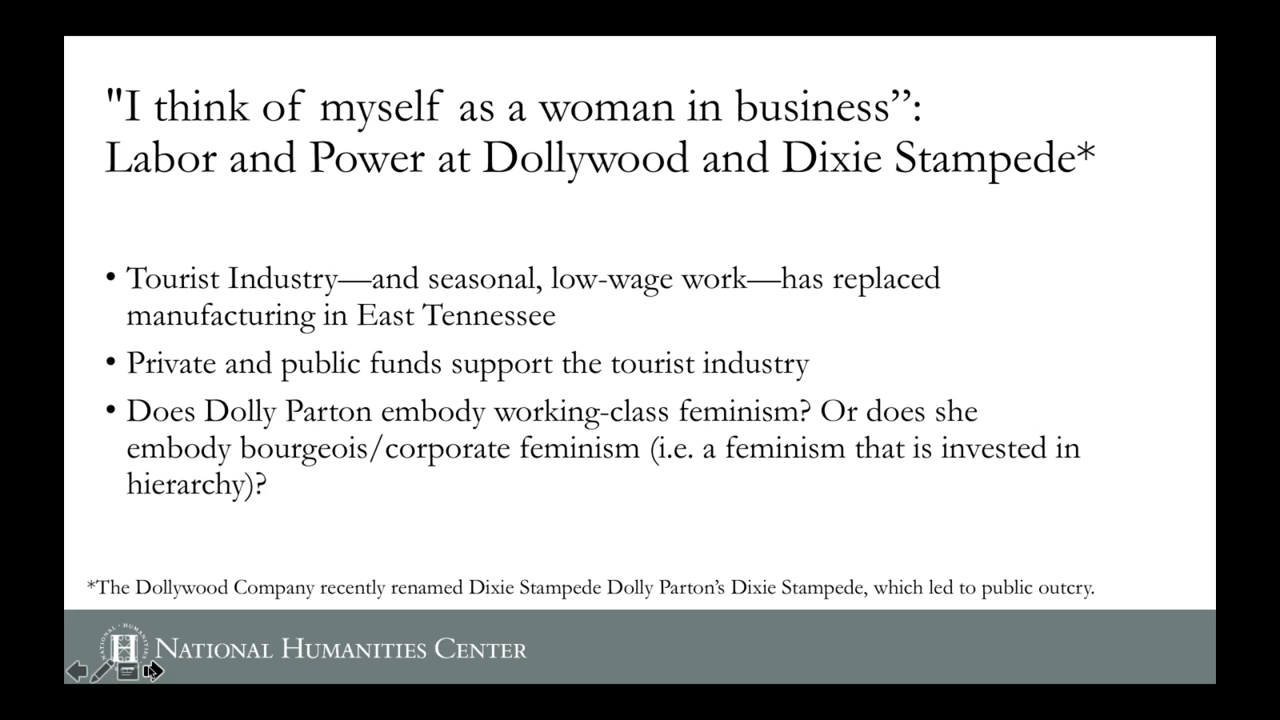 "I think of myself as a woman in business”:
Labor and Power at Dollywood and Dixie Stampede*
• Tourist Industry—and seasonal, low-wage work—has replaced
manufacturing in East Tennessee
• Private and public funds support the tourist industry
• Does Dolly Parton embody working-class feminism? Or does she
embody bourgeois/corporate feminism (i.e. a feminism that is invested in
hierarchy)?
*The Dollywood Company recently renamed Dixie Stampede Dolly Parton’s Dixie Stampede, which led to public outcry.
NATIONAL HUMANITIES CENTER